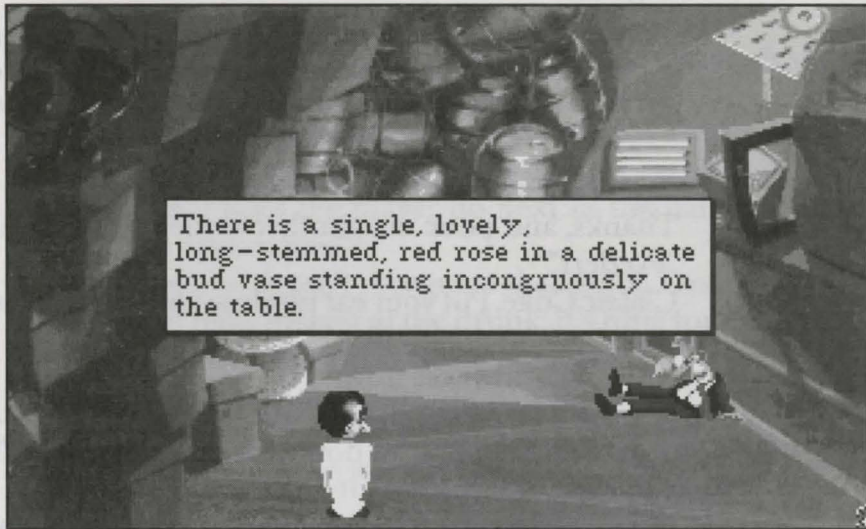 There is a single, lovely,
long-stemmed, red rose in a delicate
bud vase standing incongruously on
the table.